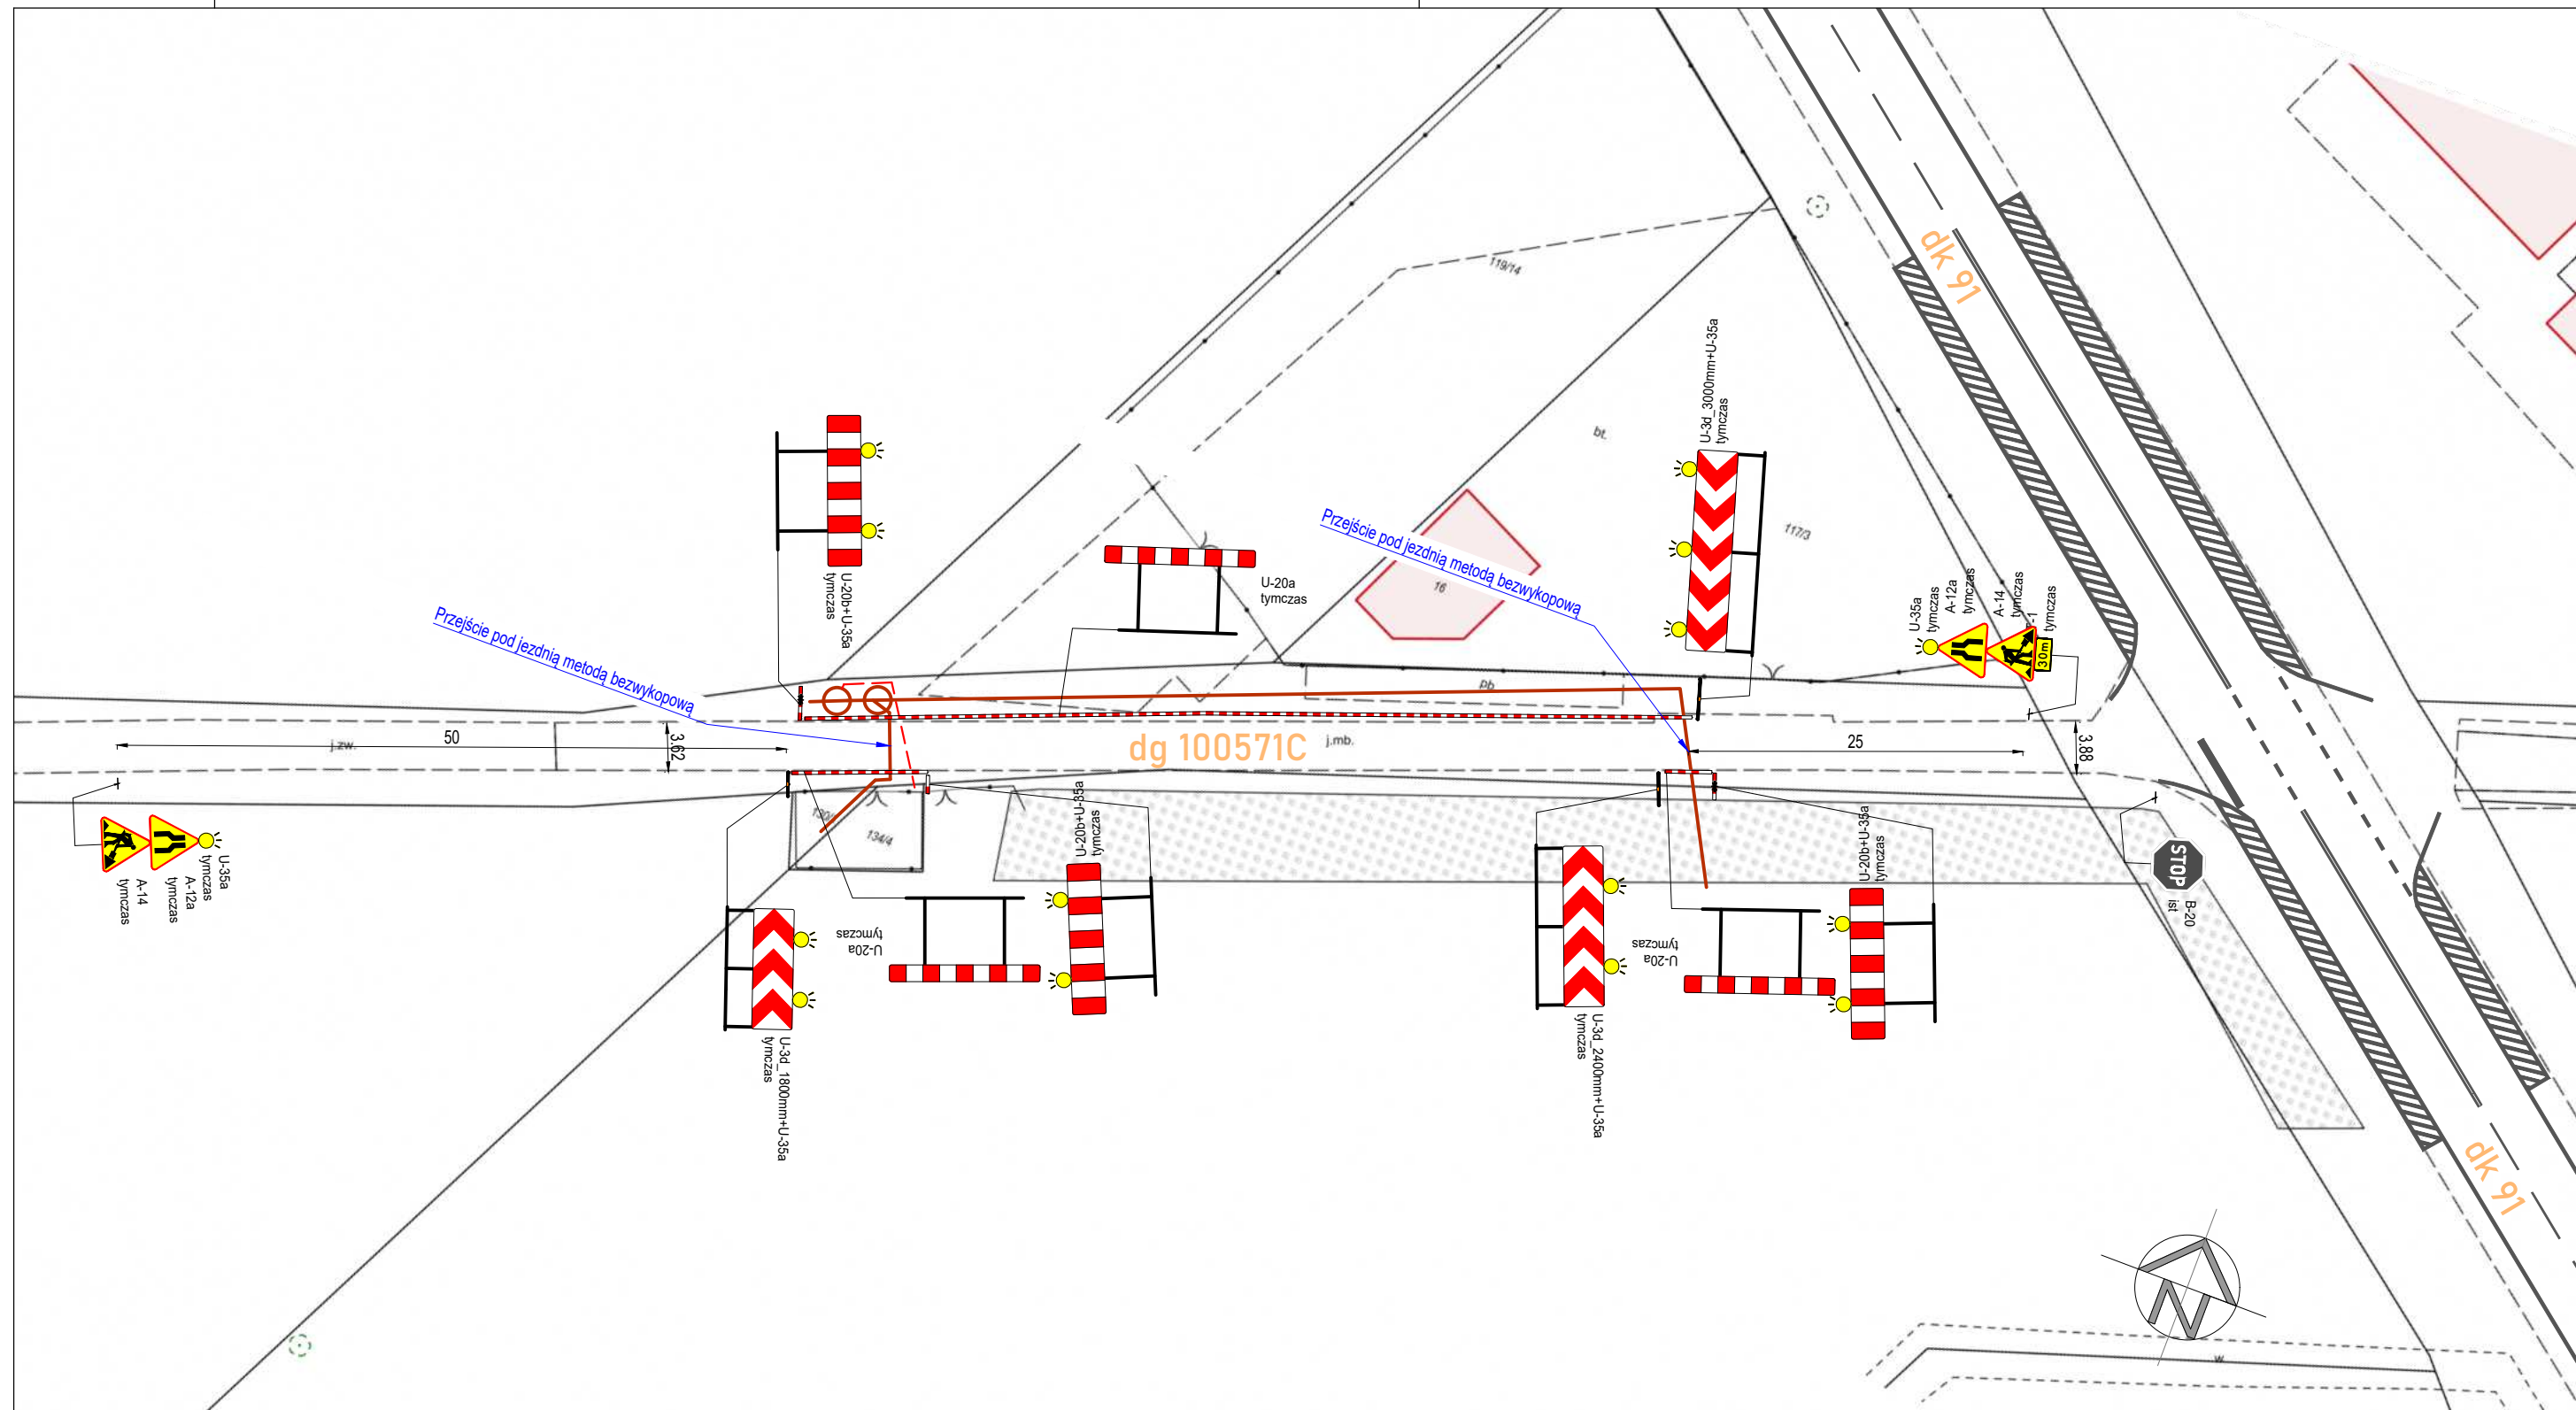 dk 91
119/14
U-3d_3000mm+U-35a
tymczas
bt.
117/3
Przejście pod jezdnią metodą bezwykopową
16
U-20a
tymczas
U-20b+U-35a
tymczas
U-35a
tymczas
A-12a
tymczas
A-14
tymczas
tymczas
30m
Przejście pod jezdnią metodą bezwykopową
pb
50
j.zw.
3.62
dg 100571C
j.mb.
25
3.88
134/4
U-35a
tymczas
A-12a
tymczas
A-14
tymczas
U-20b+U-35a
tymczas
U-20a
tymczas
U-3d_1800mm+U-35a
tymczas
U-20b+U-35a
tymczas
U-20a
tymczas
U-3d_2400mm+U-35a
tymczas
STOP
B-20
ist
dk 91
N
w